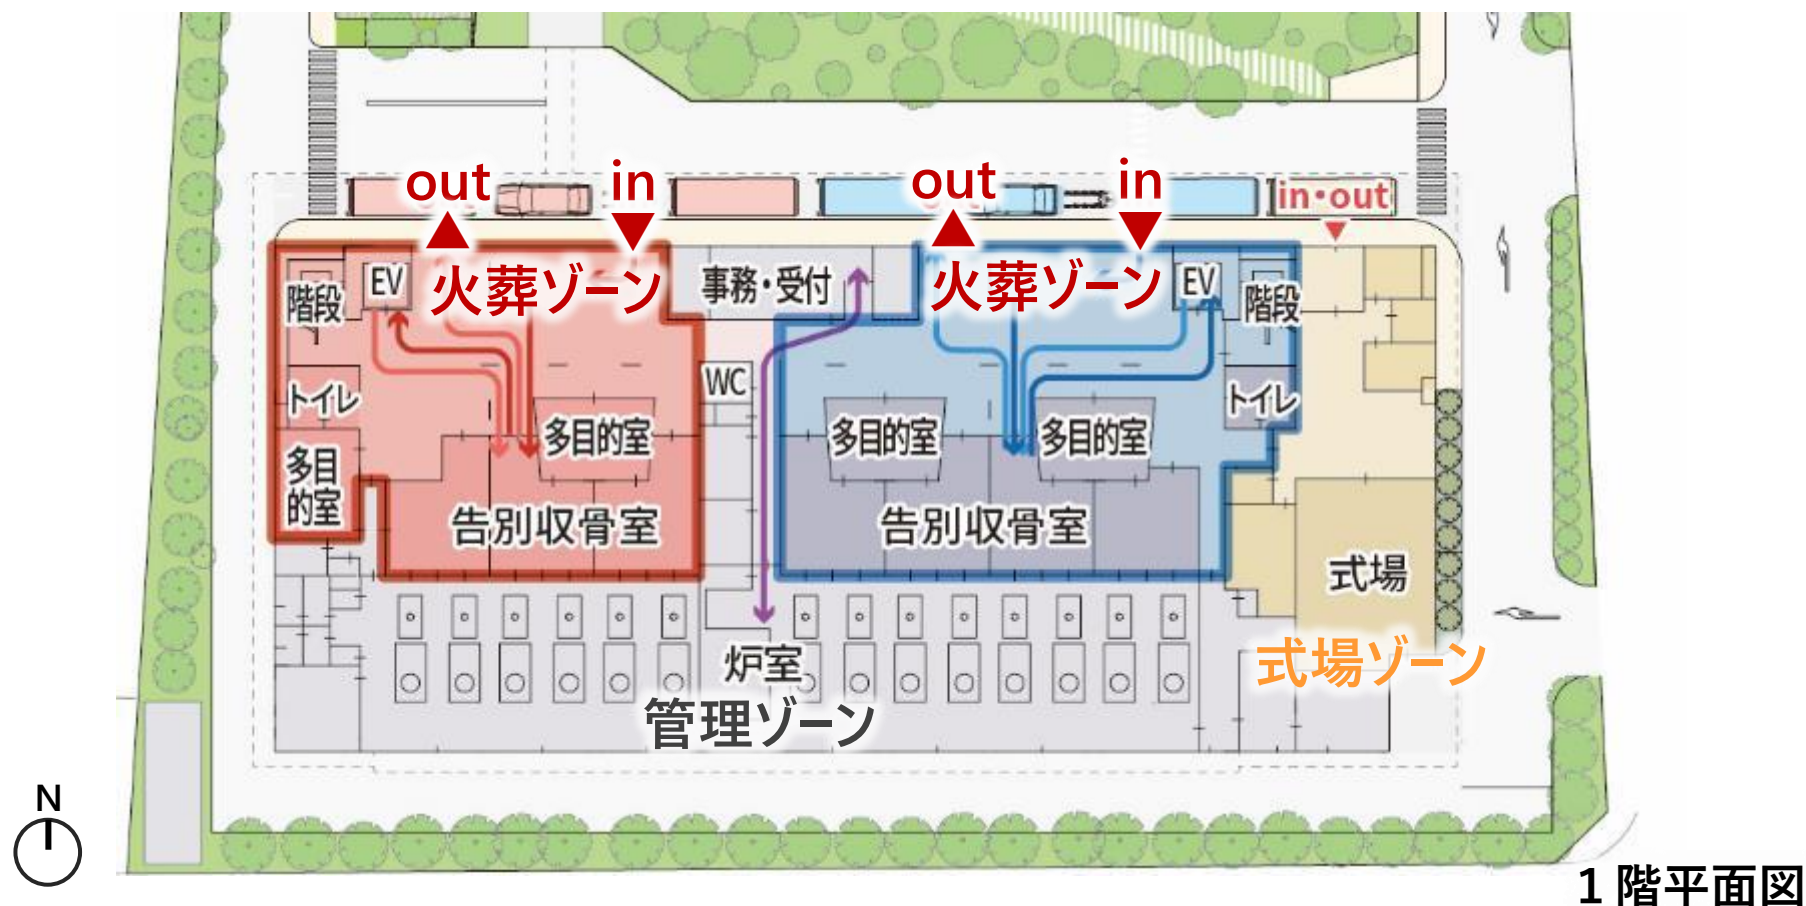 out
in
out
in
in・out
EV
火葬ゾーン
事務・受付
火葬ゾーン
EV
階段
階段
トイレ
WC
トイレ
多目的室
多目的室
多目的室
多目
的室
告別収骨室
告別収骨室
式場
炉室
式場ゾーン
管理ゾーン
N
1階平面図